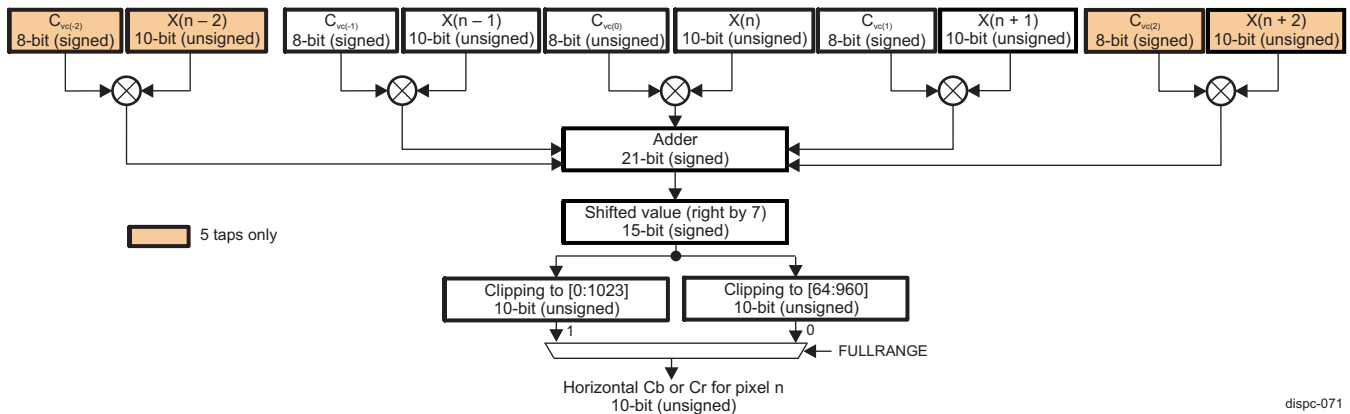 Cvc(-2) X(n – 2) Cvc(-1) X(n – 1) Cvc(0) X(n) Cvc(1) X(n + 1) Cvc(2) X(n + 2)
8-bit (signed) 10-bit (unsigned) 8-bit (signed) 10-bit (unsigned) 8-bit (unsigned) 10-bit (unsigned) 8-bit (signed) 10-bit (unsigned) 8-bit (signed) 10-bit (unsigned)
Adder
21-bit (signed)
Shifted value (right by 7)
15-bit (signed)
5 taps only
Clipping to [0:1023] Clipping to [64:960]
10-bit (unsigned) 10-bit (unsigned)
1 0
FULLRANGE
Horizontal Cb or Cr for pixel n
10-bit (unsigned)
dispc-071